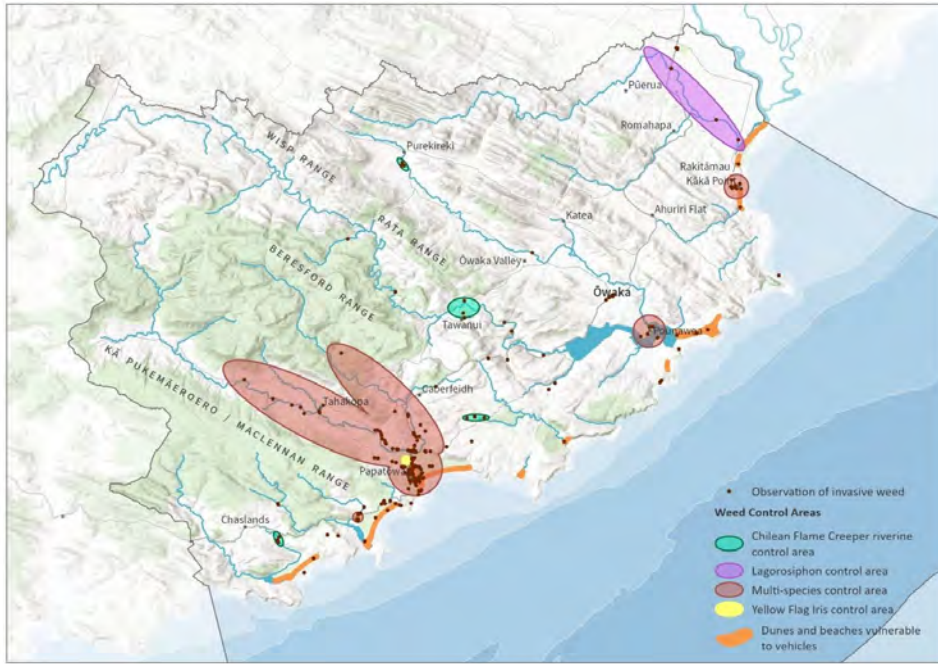 Pūerua
Romahapa
WISP RANGE
Purekireki
Rakitāmau
Kākā Point
Ahuriri Flat
Katea
RATA RANGE
Ōwaka Valley
BERESFORD RANGE
Ōwaka
Pounawea
Tawanui
KĀ PUKEMĀEROERO / MACLENNAN RANGE
Caberfeidh
Tahakopa
Papatowai
Chaslands
Observation of invasive weed
Weed Control Areas
Chilean Flame Creeper riverine
control area
Lagorosiphon control area
Multi-species control area
Yellow Flag Iris control area
Dunes and beaches vulnerable
to vehicles